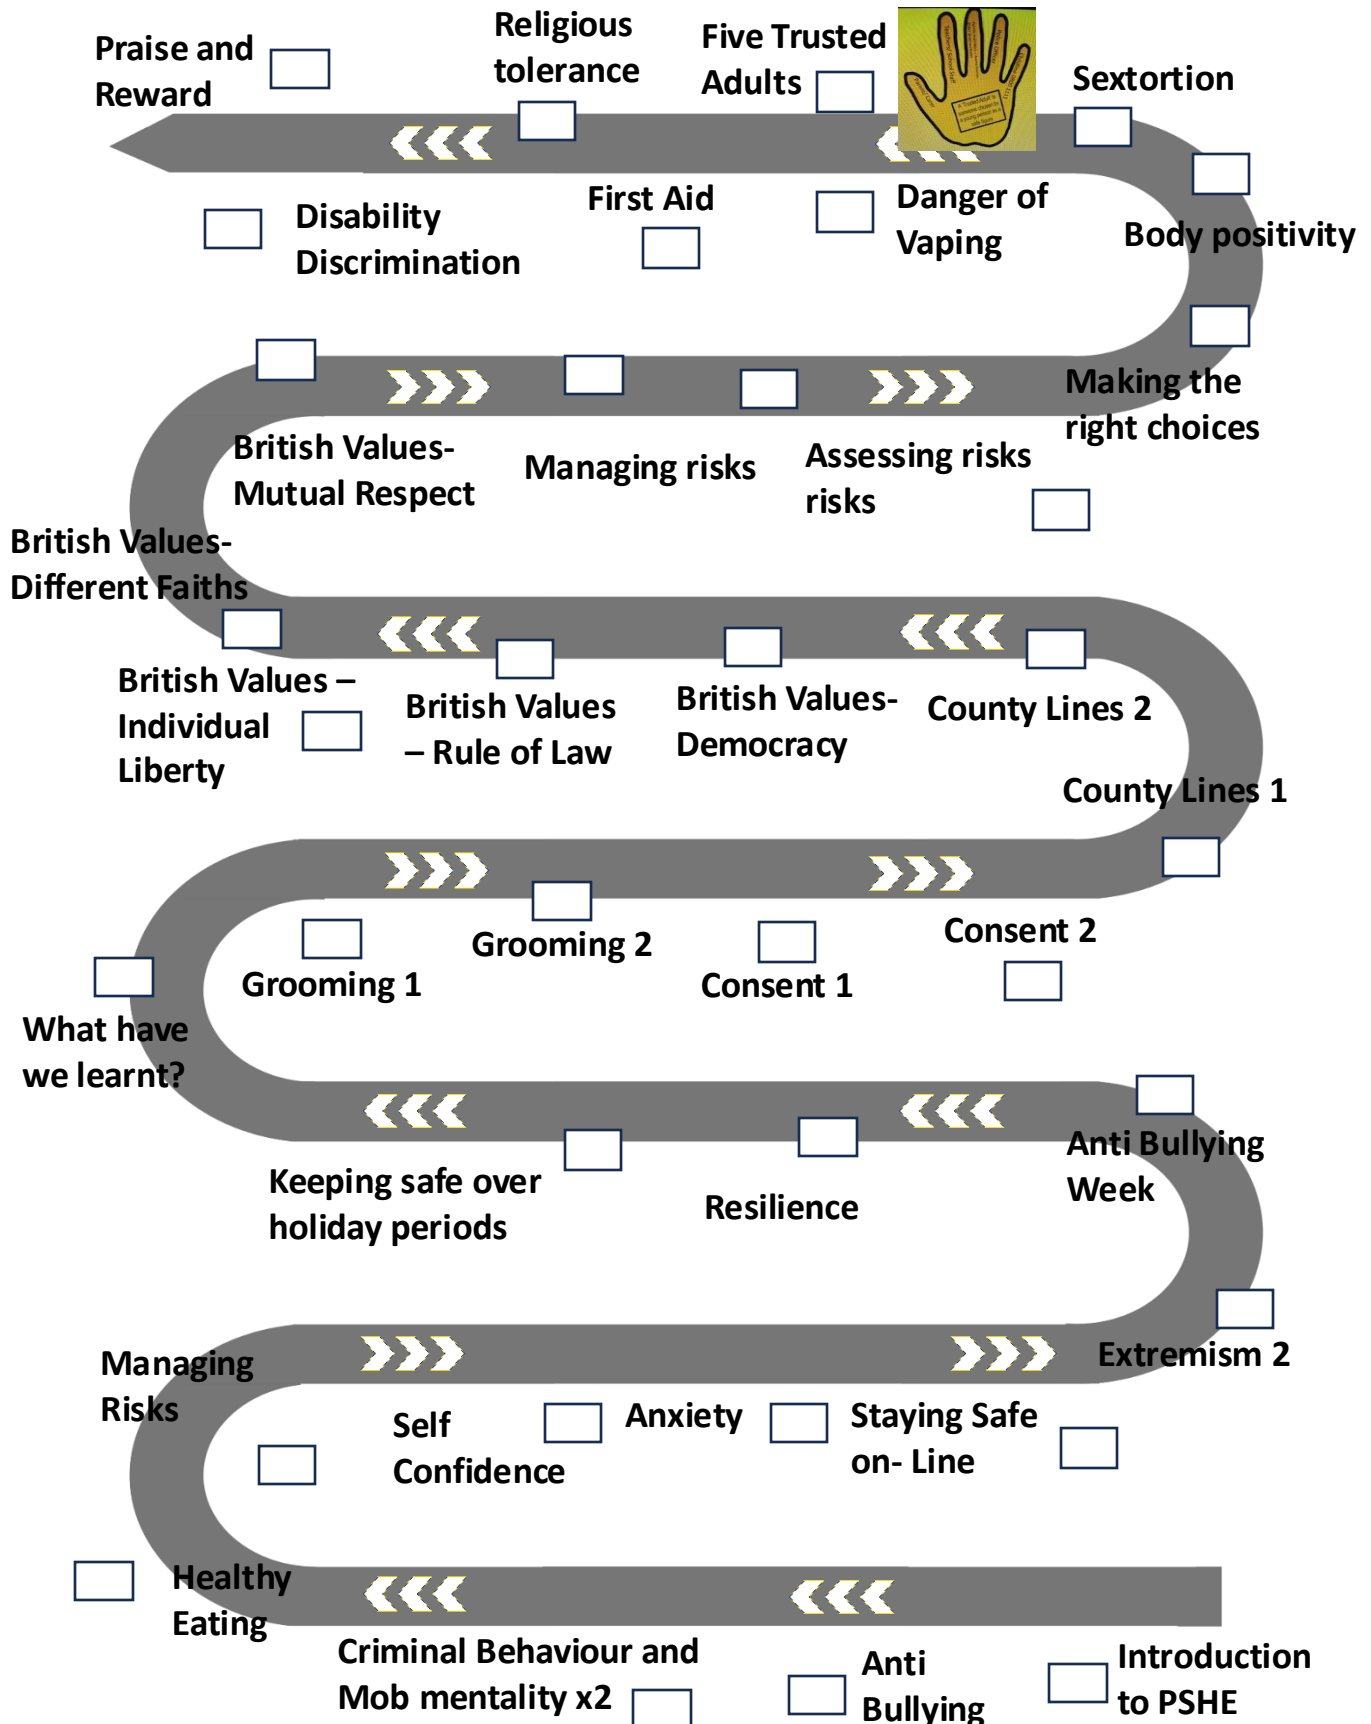 Praise and
Reward
Religious
tolerance
Five Trusted
Adults
Sextortion
Disability
Discrimination
First Aid
Danger of
Vaping
Body positivity
British Values-
Mutual Respect
Managing risks
Assessing risks
risks
Making the
right choices
British Values-
Different Faiths
British Values –
Individual
Liberty
British Values
– Rule of Law
British Values-
Democracy
County Lines 2
County Lines 1
Grooming 1
Grooming 2
Consent 1
Consent 2
What have
we learnt?
Keeping safe over
holiday periods
Resilience
Anti Bullying
Week
Managing
Risks
Self
Confidence
Anxiety
Staying Safe
on- Line
Extremism 2
Healthy
Eating
Criminal Behaviour and
Mob mentality x2
Anti
Bullying
Introduction
to PSHE